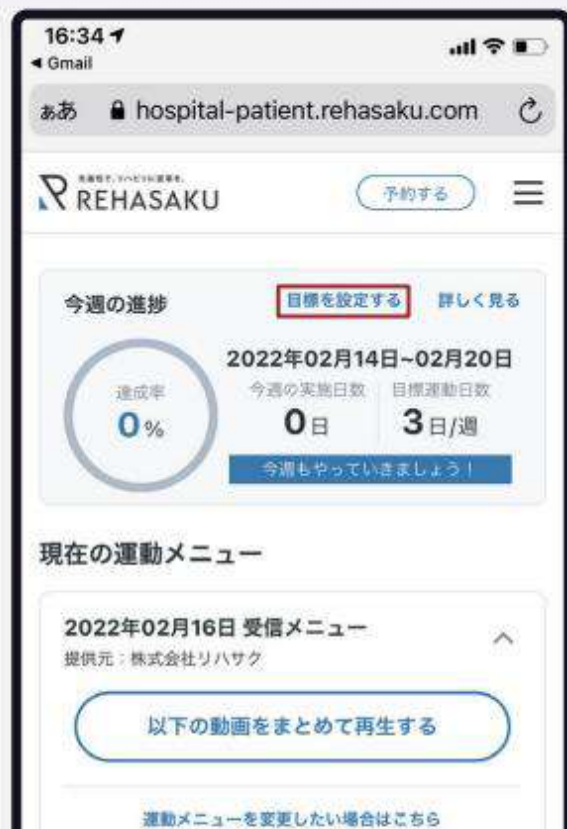 16:34
◀ Gmail
ぁあ hospital-patient.rehasaku.com
REHASAKU 予約する
今週の進捗 目標を設定する 詳しく見る
2022年02月14日~02月20日
達成率 今週の実施日数 目標運動日数
0% 0日 3日/週
今週もやっていきましょう！
現在の運動メニュー
2022年02月16日 受信メニュー
提供元：株式会社リハサク
以下の動画をまとめて再生する
運動メニューを変更したい場合はこちら